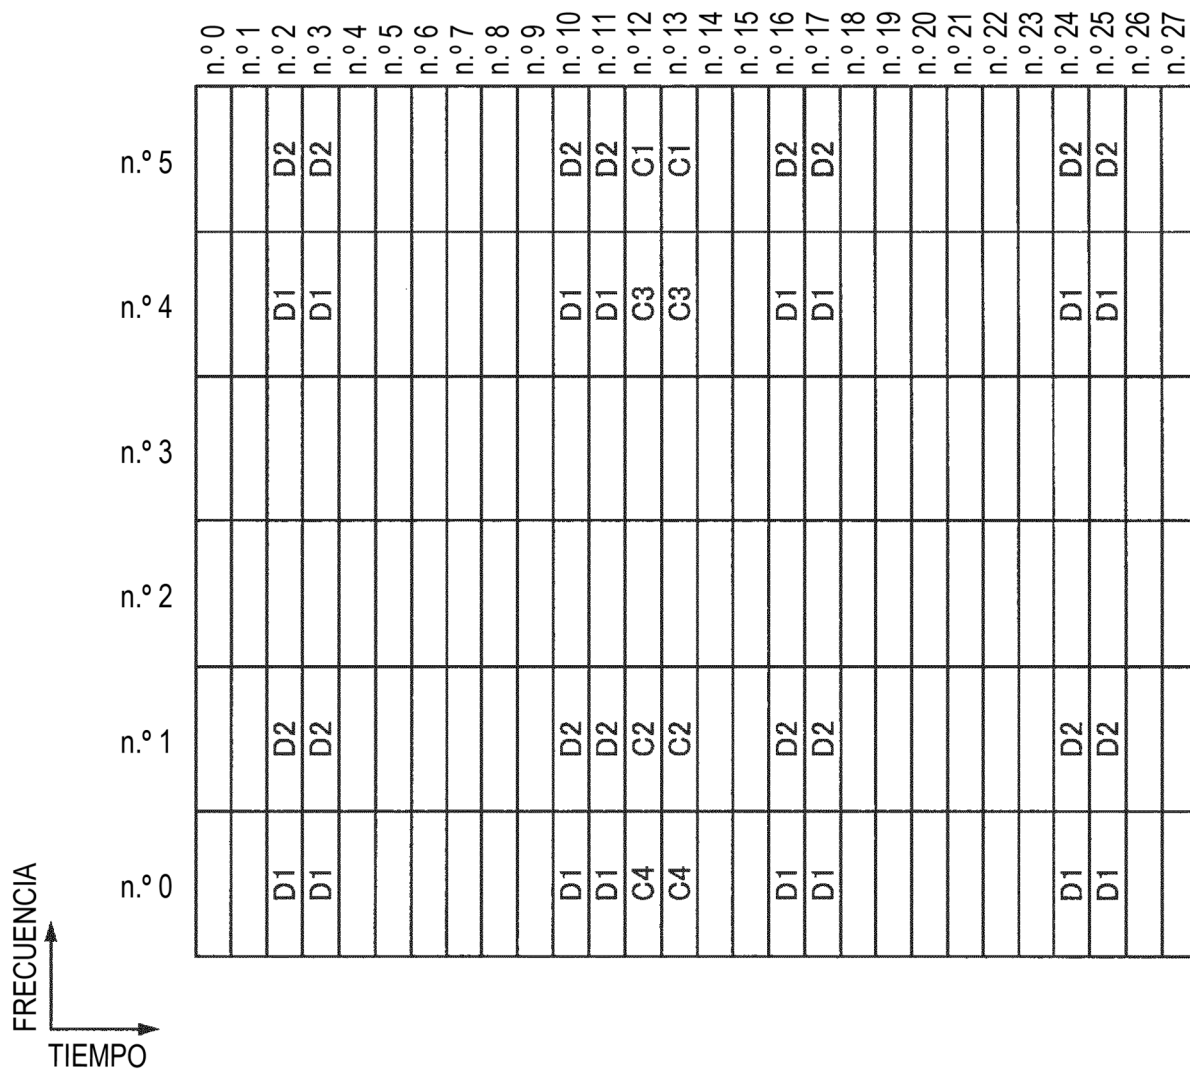 n.º 0 n.º 1 n.º 2 n.º 3 n.º 4 n.º 5 n.º 6 n.º 7 n.º 8 n.º 9 n.º 10 n.º 11 n.º 12 n.º 13 n.º 14 n.º 15 n.º 16 n.º 17 n.º 18 n.º 19 n.º 20 n.º 21 n.º 22 n.º 23 n.º 24 n.º 25 n.º 26 n.º 27
n.º 5 D2 D2 D2 D2 C1 C1 D2 D2 D2 D2
n.º 4 D1 D1 D1 D1 C3 C3 D1 D1 D1 D1
n.º 3
n.º 2
n.º 1 D2 D2 D2 D2 C2 C2 D2 D2 D2 D2
n.º 0 D1 D1 D1 D1 C4 C4 D1 D1 D1 D1
FRECUENCIA
TIEMPO